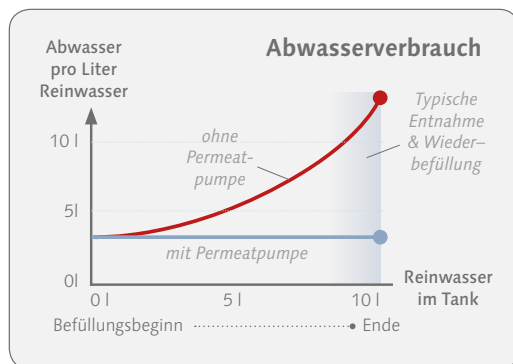 Abwasserverbrauch
Abwasser
pro Liter
Reinwasser
Typische
Entnahme
& Wieder–
befüllung
ohne
Permeat-
pumpe
10 l
5l
mit Permeatpumpe
0l
Reinwasser
im Tank
0 l 5 l 10 l
Befüllungsbeginn Ende